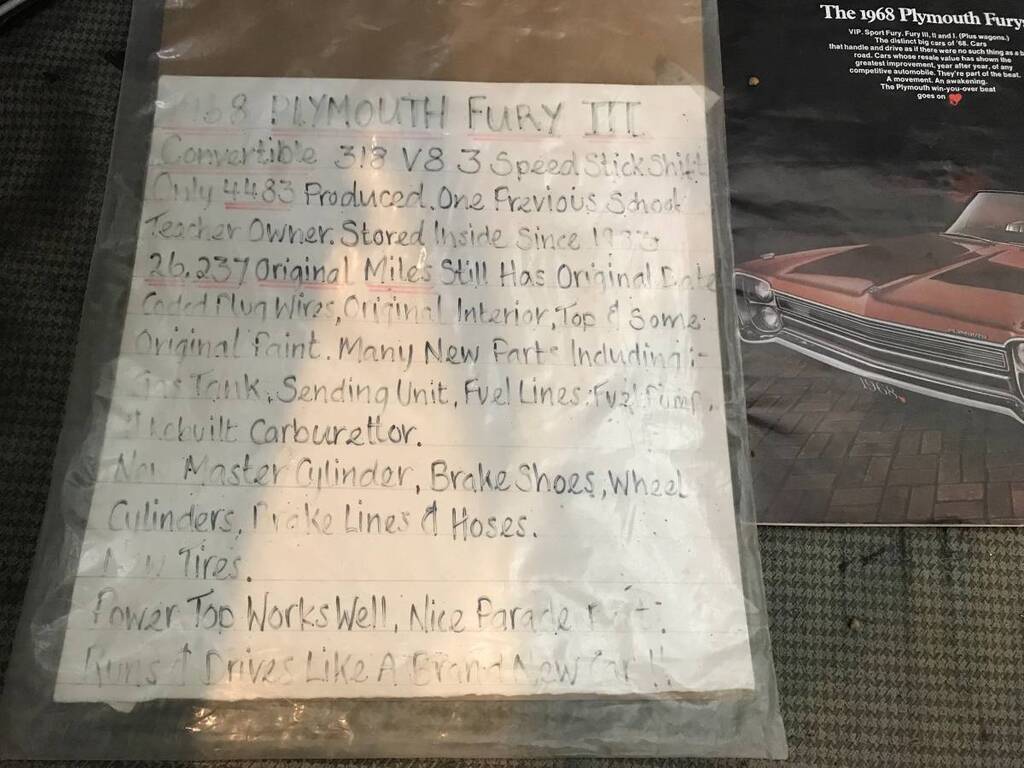 1968 PLYMOUTH FURY III
Convertible 318 V8 3 Speed Stick Shift
Only 4483 Produced. One Previous School
Teacher Owner. Stored Inside Since
26,237 Original Miles Still Has Original Date
Coded Plug Wires, Original Interior, Top & Some
Original Paint. Many New Parts Including:-
Gas Tank, Sending Unit, Fuel Lines, Fuel Pump,
& Rebuilt Carburettor.
New Master Cylinder, Brake Shoes, Wheel
Cylinders, Brake Lines & Hoses.
New Tires.
Power Top Works Well, Nice Parade
Runs & Drives Like A Brand New Car !!
The 1968 Plymouth Furys
VIP. Sport Fury. Fury III, II and I. (Plus wagons.)
The distinct big cars of '68. Cars
that handle and drive as if there were no such thing as a
road. Cars whose resale value has shown the
greatest improvement, year after year, of any
competitive automobile. They're part of the beat.
A movement. An awakening.
The Plymouth win-you-over beat
goes on
1968